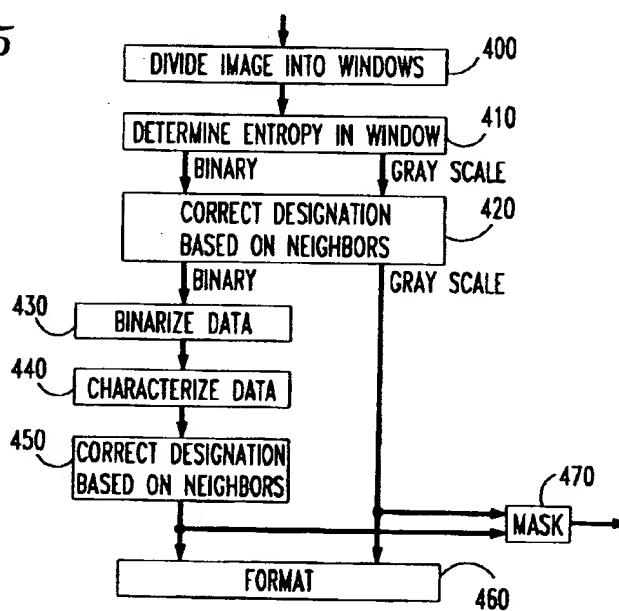 5
DIVIDE IMAGE INTO WINDOWS
400
DETERMINE ENTROPY IN WINDOW
410
BINARY
GRAY SCALE
CORRECT DESIGNATION
BASED ON NEIGHBORS
420
BINARY
GRAY SCALE
430
BINARIZE DATA
440
CHARACTERIZE DATA
450
CORRECT DESIGNATION
BASED ON NEIGHBORS
470
MASK
FORMAT
460